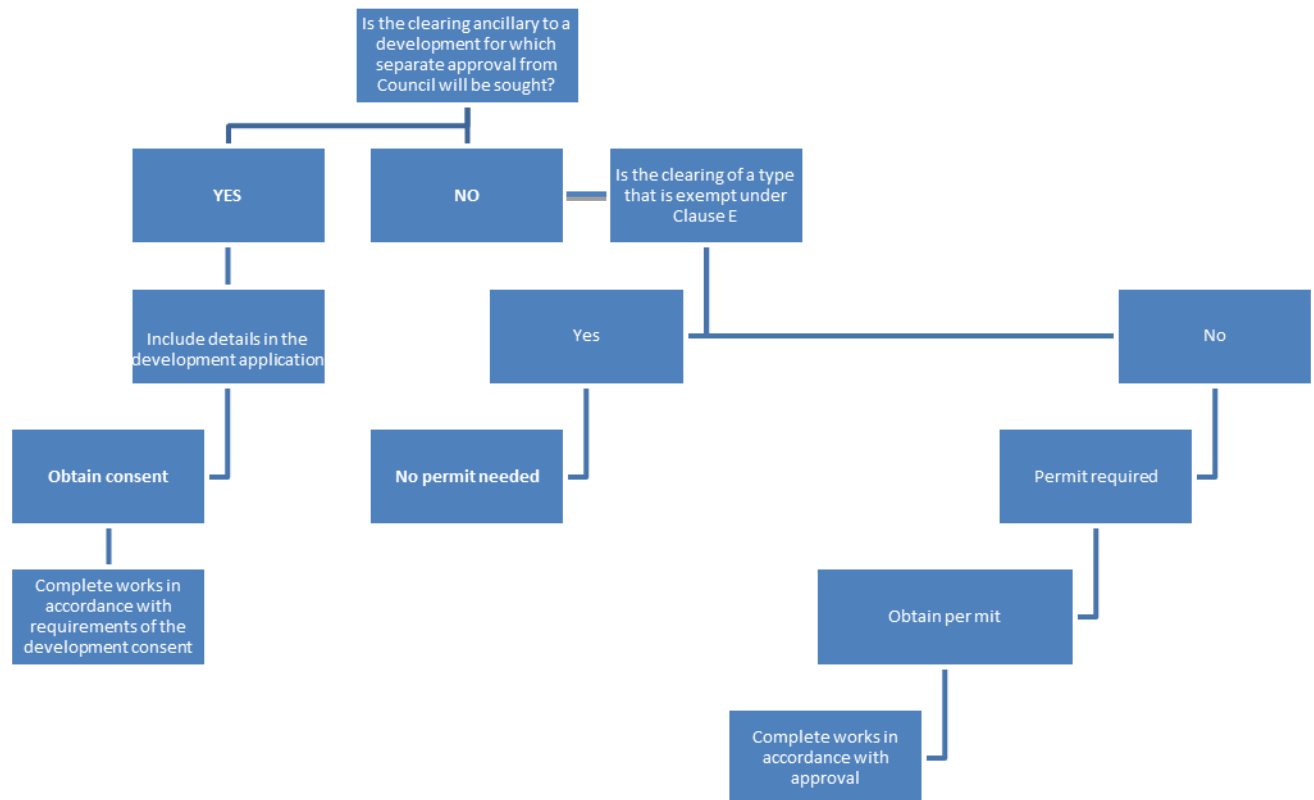 Is the clearing ancillary to a
development for which
separate approval from
Council will be sought?
YES
NO
Is the clearing of a type
that is exempt under
Clause E
Include details in the
development application
Yes
No
Obtain consent
No permit needed
Permit required
Complete works in
accordance with
requirements of the
development consent
Obtain permit
Complete works in
accordance with
approval